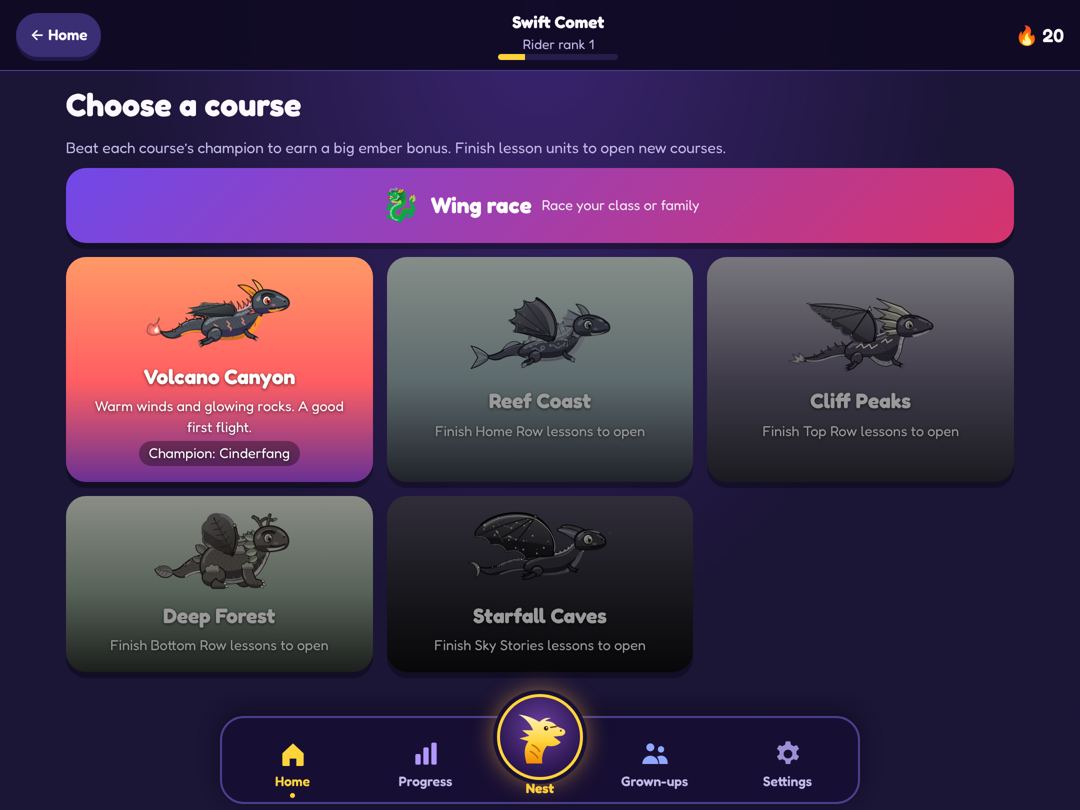 ← Home
Swift Comet
Rider rank 1
20
Choose a course
Beat each course's champion to earn a big ember bonus. Finish lesson units to open new courses.
Wing race Race your class or family
Volcano Canyon
Warm winds and glowing rocks. A good
first flight.
Champion: Cinderfang
Reef Coast
Finish Home Row lessons to open
Cliff Peaks
Finish Top Row lessons to open
Deep Forest
Finish Bottom Row lessons to open
Starfall Caves
Finish Sky Stories lessons to open
Home
Progress
Nest
Grown-ups
Settings